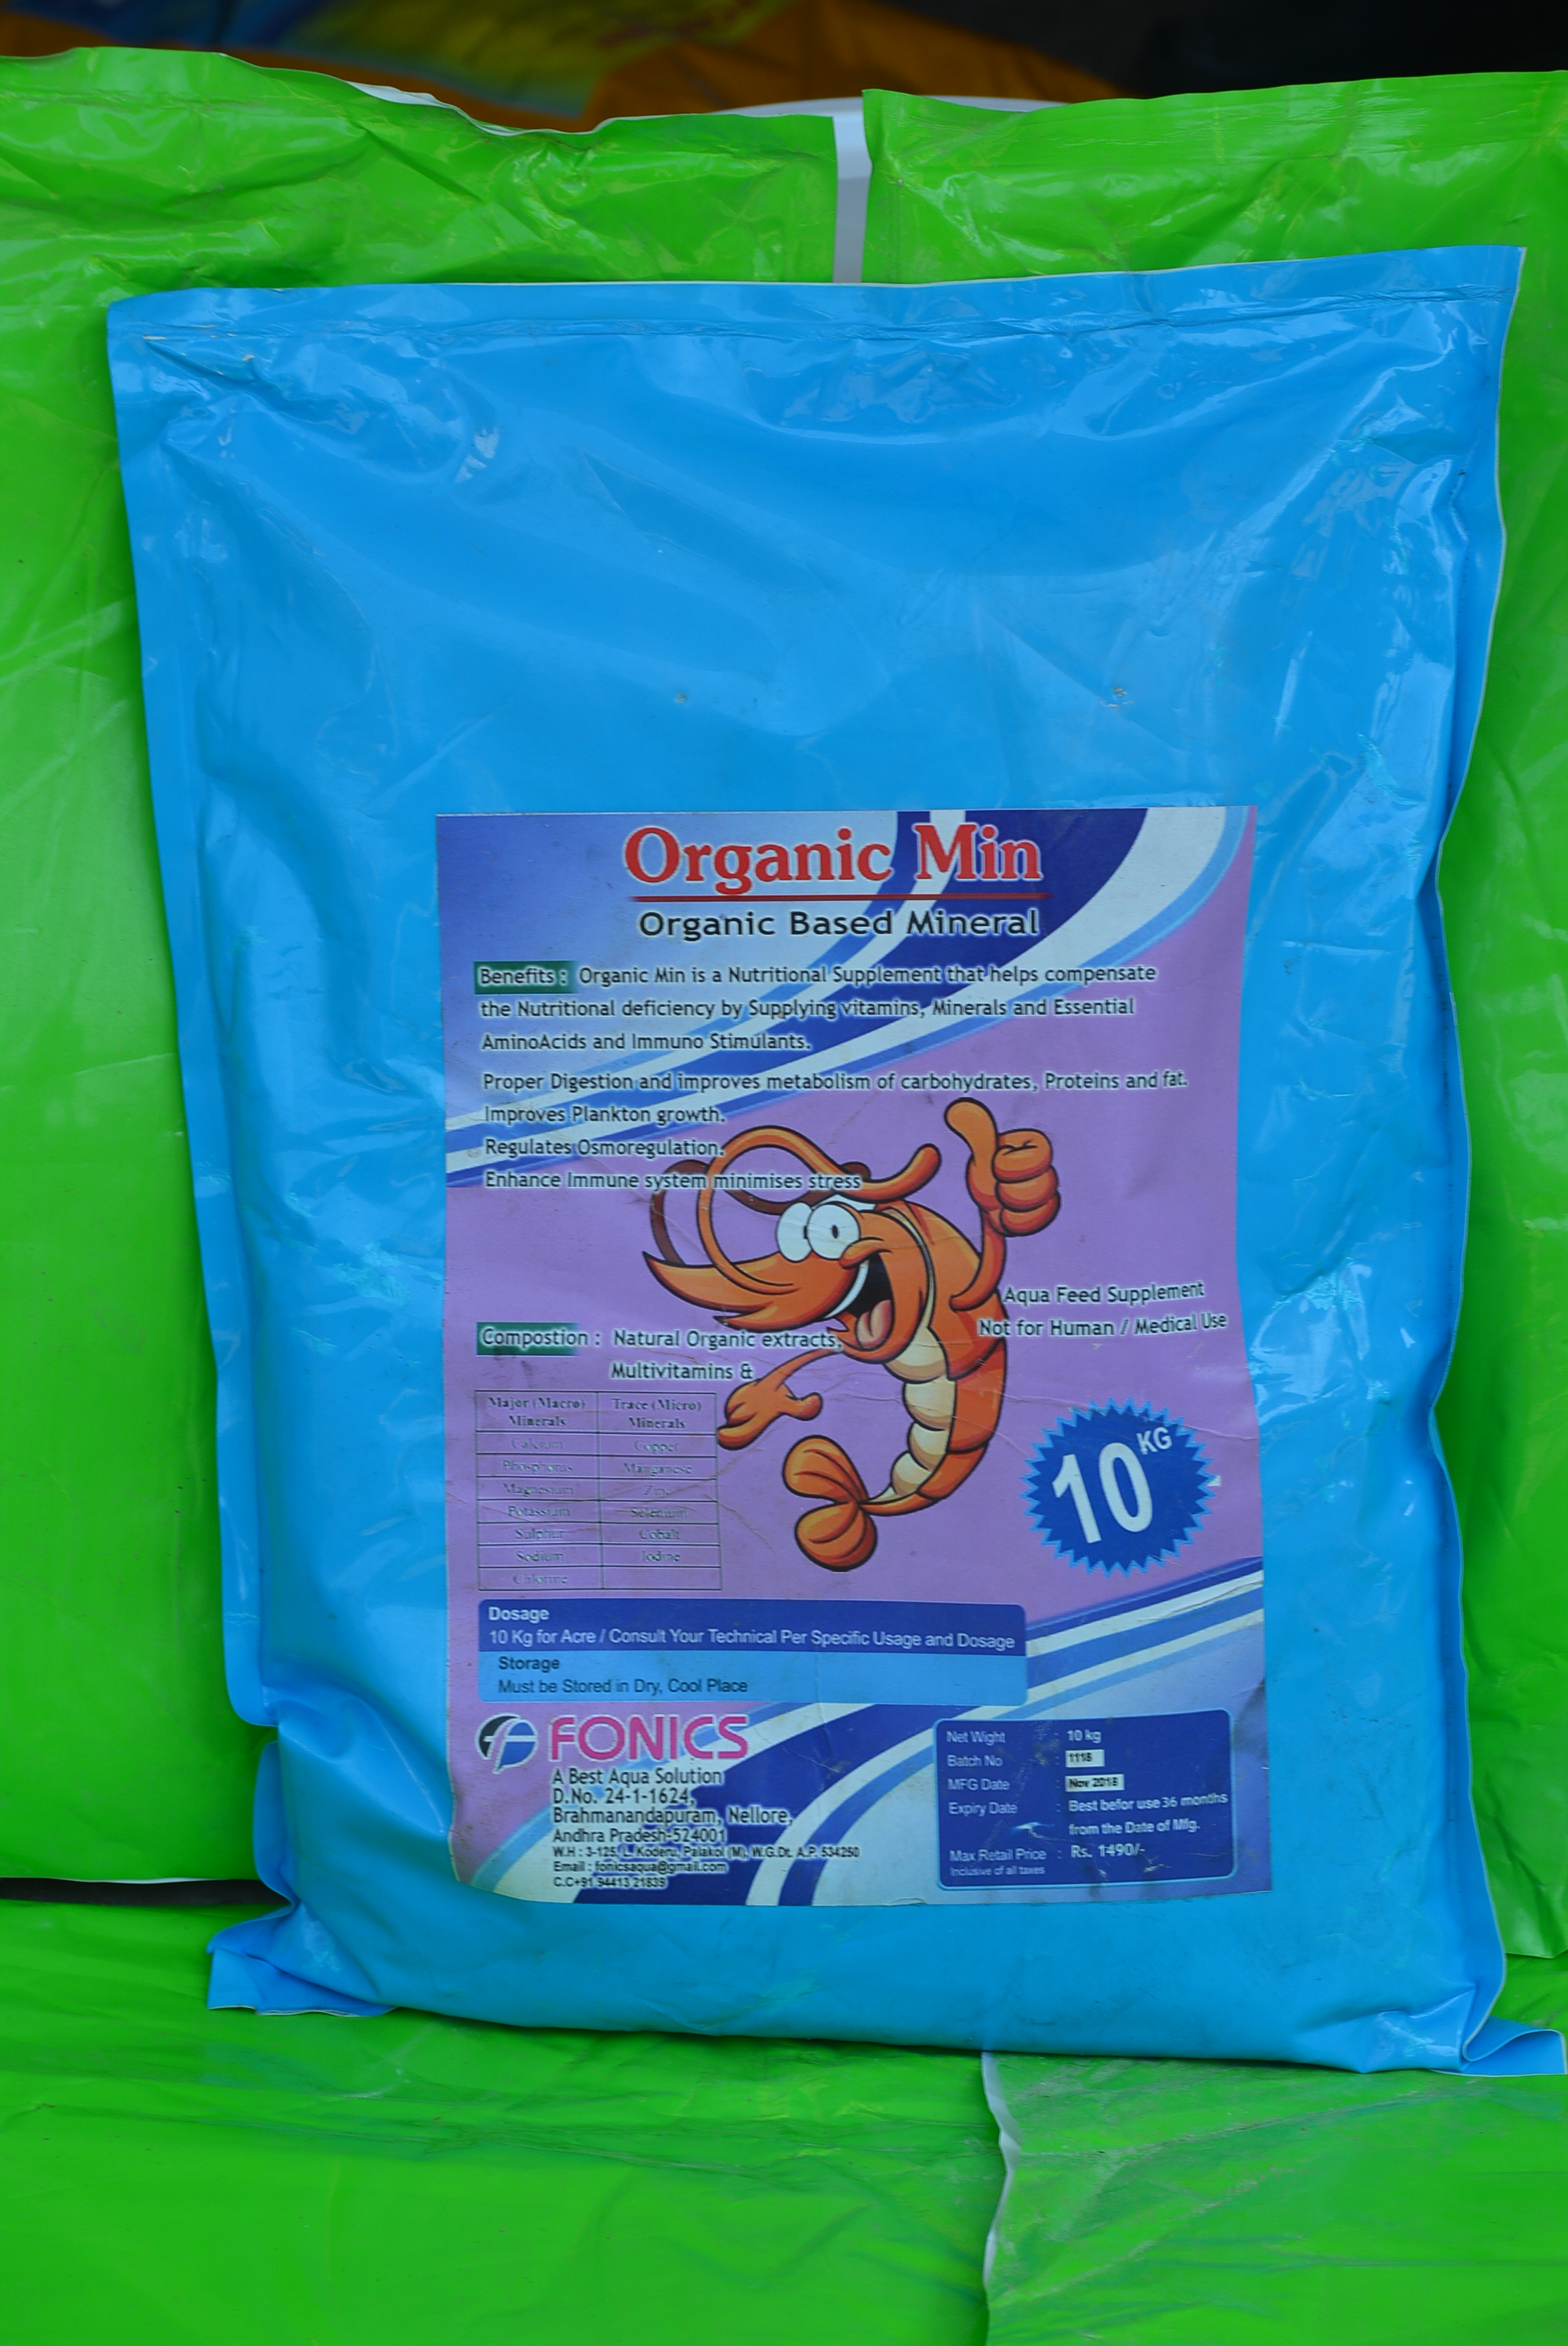 Organic Min
Organic Based Mineral
Benefits : Organic Min is a Nutritional Supplement that helps compensate
the Nutritional deficiency by Supplying vitamins, Minerals and Essential
AminoAcids and Immuno Stimulants.
Proper Digestion and improves metabolism of carbohydrates, Proteins and fat.
Improves Plankton growth.
Regulates Osmoregulation.
Enhance Immune system minimises stress
Aqua Feed Supplement
Not for Human / Medical Use
Compostion : Natural Organic extracts,
Multivitamins &
Major (Macro) Minerals Trace (Micro) Minerals
Calcium Copper
Phosphorus Manganese
Magnesium Zinc
Potassium Selenium
Sulphur Cobalt
Sodium Iodine
Chlorine
10 KG
Dosage
10 Kg for Acre / Consult Your Technical Per Specific Usage and Dosage
Storage
Must be Stored in Dry, Cool Place
FONICS
A Best Aqua Solution
D.No. 24-1-1624,
Brahmanandapuram, Nellore,
Andhra Pradesh-524001
W.H : 3-125, L. Koderu, Palakol (M), W.G.Dt. A.P. 534250
Email : fonicsaqua@gmail.com
C.C+91 94413 21839
Net Wight : 10 kg
Batch No : 1118
MFG Date : Nov 2018
Expiry Date : Best befor use 36 months
from the Date of Mfg.
Max Retail Price : Rs. 1490/-
Inclusive of all taxes